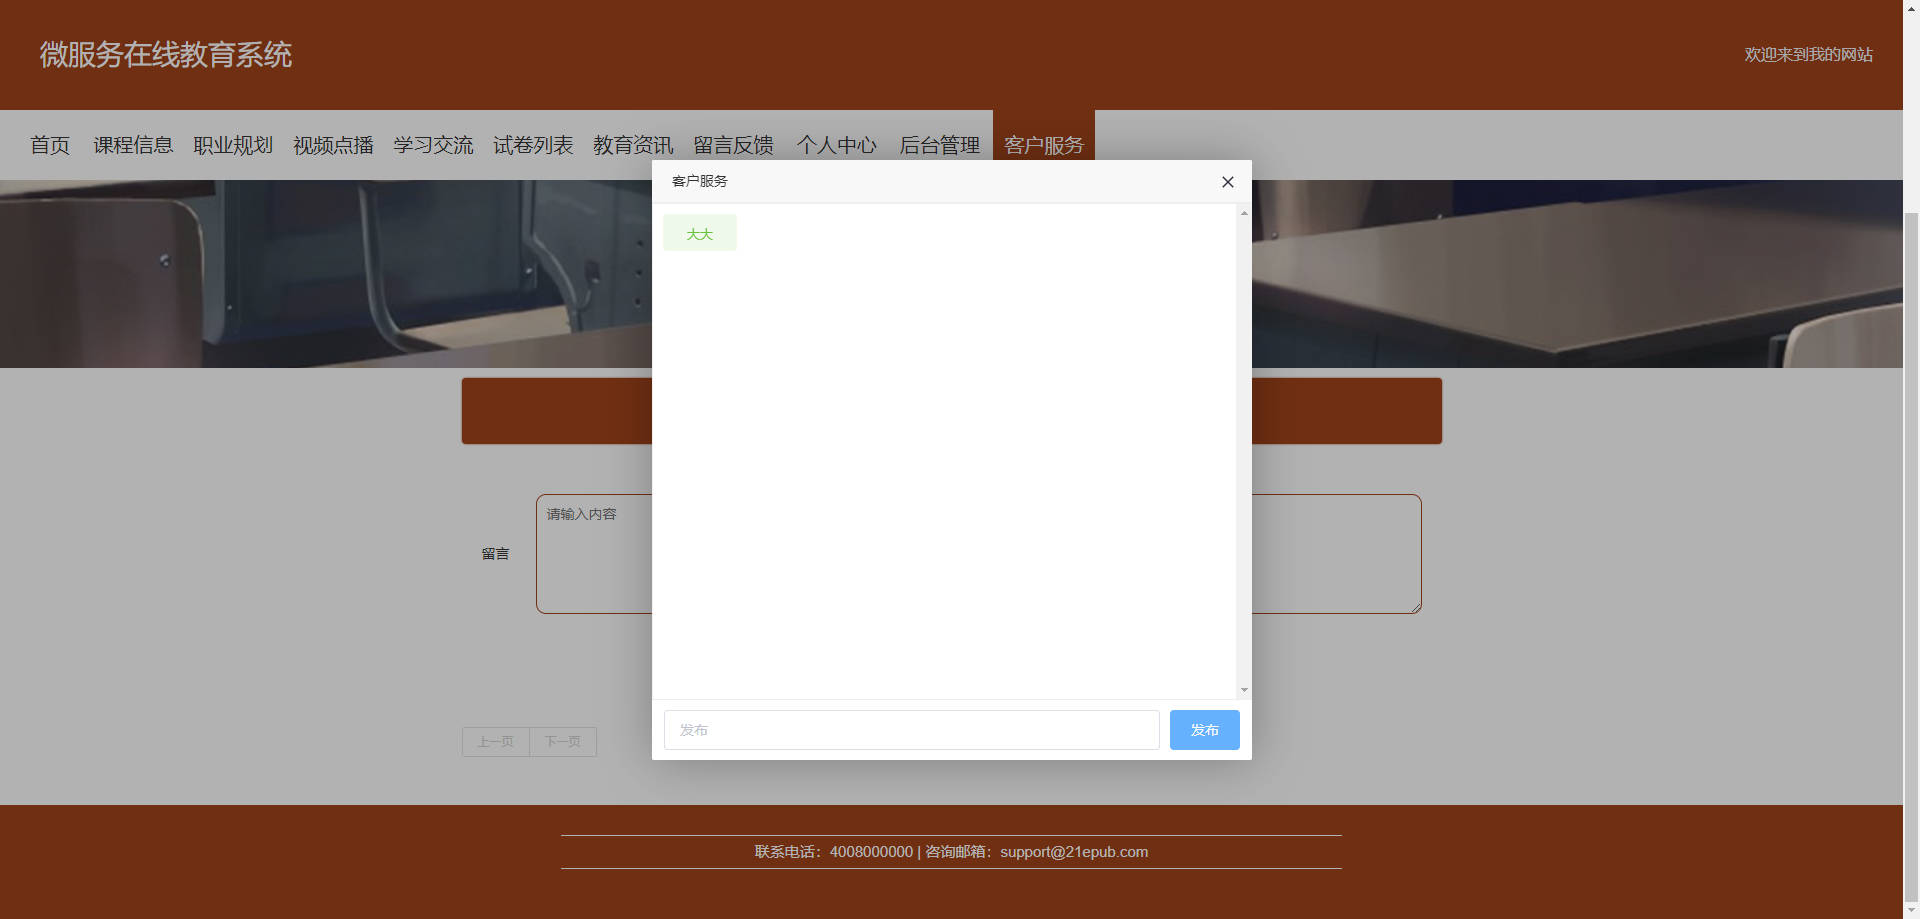 微服务在线教育系统
欢迎来到我的网站
首页 课程信息 职业规划 视频点播 学习交流 试卷列表 教育资讯 留言反馈 个人中心 后台管理 客户服务
客户服务
大大
请输入内容
留言
发布 发布
上一页 下一页
联系电话：4008000000 | 咨询邮箱：support@21epub.com